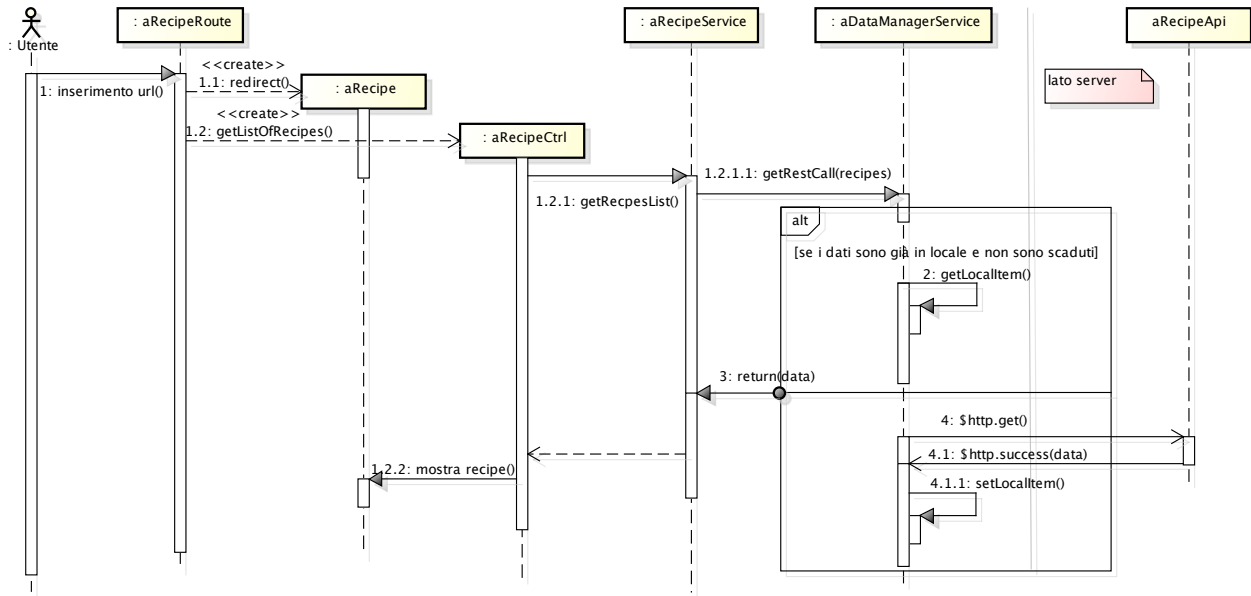 : Utente
: aRecipeRoute
: aRecipeService
: aDataManagerService
aRecipeApi
<<create>>
1: inserimento url()
1.1: redirect()
: aRecipe
lato server
<<create>>
1.2: getListOfRecipes()
: aRecipeCtrl
1.2.1.1: getRestCall(recipes)
1.2.1: getRecpesList()
alt
[se i dati sono già in locale e non sono scaduti]
2: getLocalItem()
3: return(data)
4: $http.get()
4.1: $http.success(data)
1.2.2: mostra recipe()
4.1.1: setLocalItem()